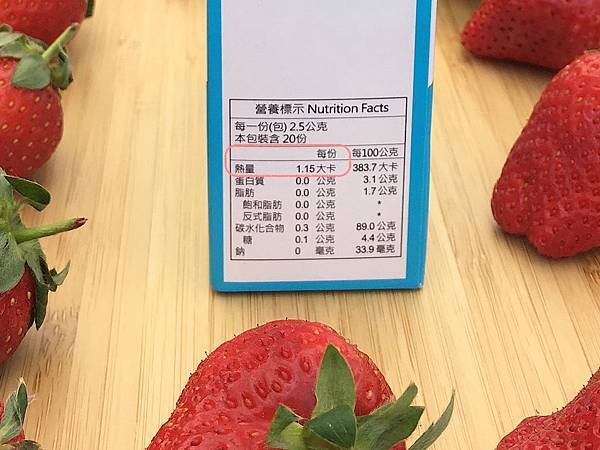 營養標示 Nutrition Facts
每一份(包) 2.5公克
本包裝含 20份
每份 每100公克
熱量 1.15 大卡 383.7 大卡
蛋白質 0.0 公克 3.1 公克
脂肪 0.0 公克 1.7 公克
飽和脂肪 0.0 公克 *
反式脂肪 0.0 公克 *
碳水化合物 0.3 公克 89.0 公克
糖 0.1 公克 4.4 公克
鈉 0 毫克 33.9 毫克